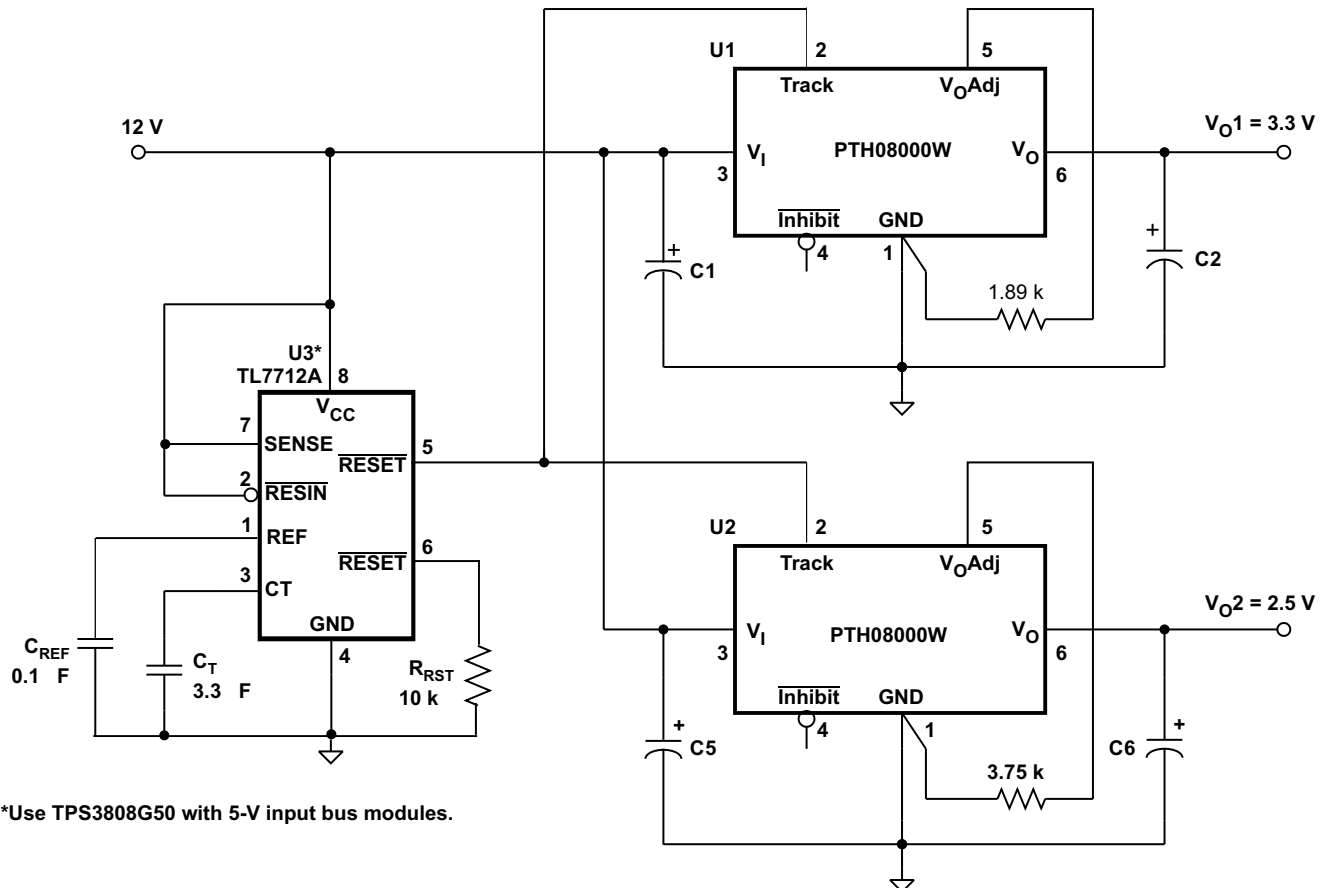 U1
2
5
Track
VOAdj
12 V
VI
PTH08000W
VO
VO1 = 3.3 V
3
6
Inhibit
GND
4
1
C1
C2
1.89 k
U3*
TL7712A
8
VCC
7
SENSE
5
RESET
2
RESIN
1
REF
6
RESET
3
CT
GND
4
CREF
0.1 F
CT
3.3 F
RRST
10 k
U2
2
5
Track
VOAdj
VI
PTH08000W
VO
VO2 = 2.5 V
3
6
Inhibit
GND
4
1
C5
C6
3.75 k
*Use TPS3808G50 with 5-V input bus modules.